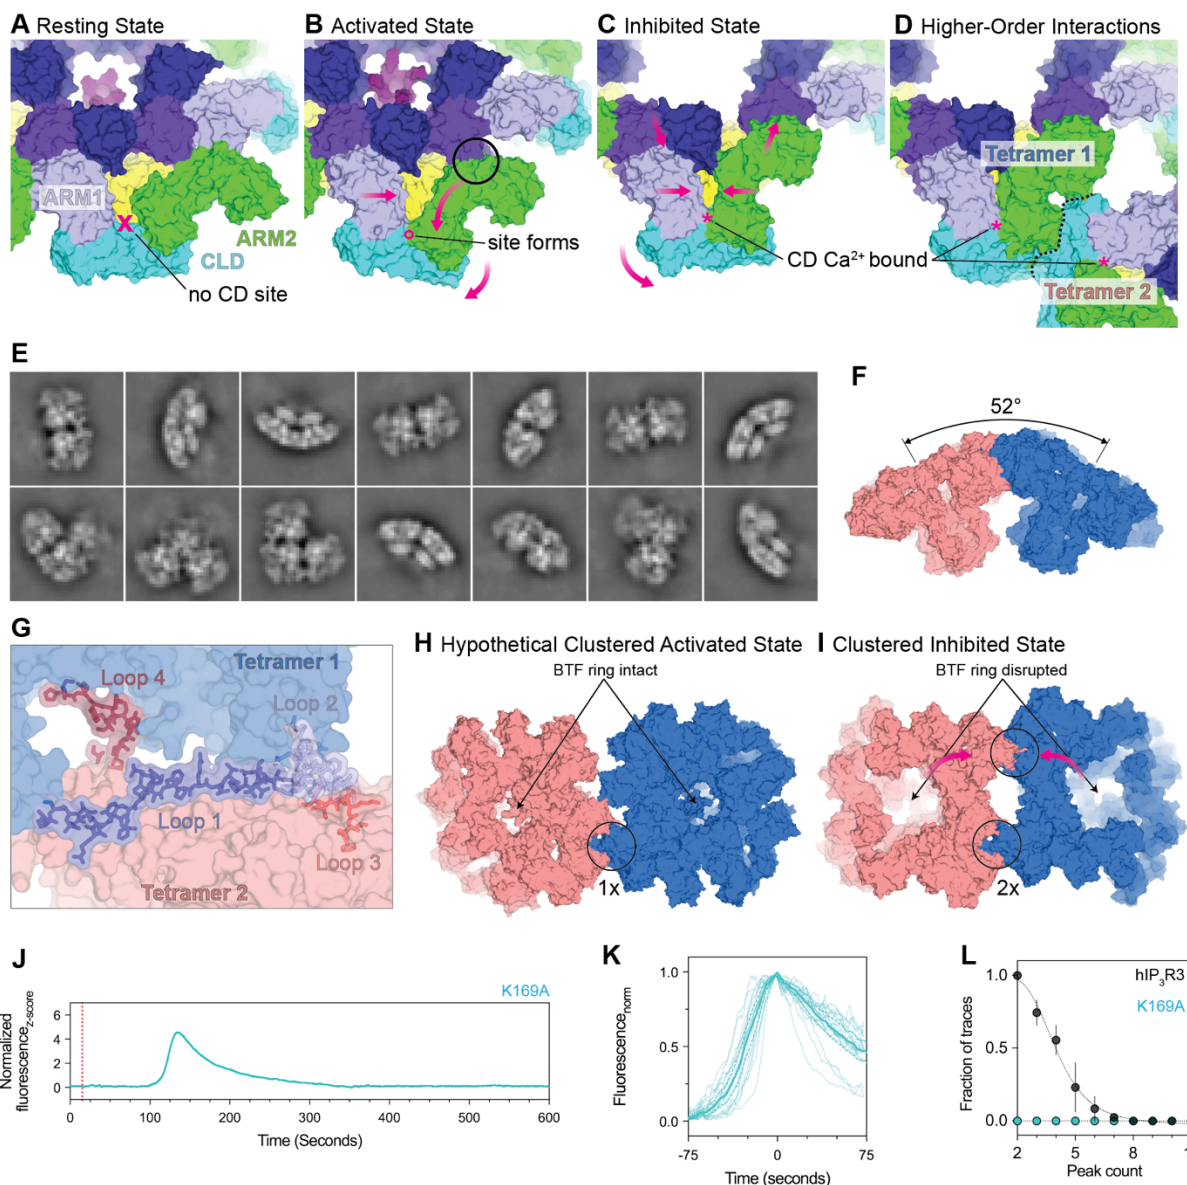 A Resting State
ARM1
ARM2
CLD
no CD site
B Activated State
site forms
C Inhibited State
CD Ca²⁺ bound
D Higher-Order Interactions
Tetramer 1
Tetramer 2
E
F
52°
G
Tetramer 1
Loop 4
Loop 2
Loop 1
Loop 3
Tetramer 2
H Hypothetical Clustered Activated State
BTF ring intact
1x
I Clustered Inhibited State
BTF ring disrupted
2x
J
K169A
Normalized
fluorescence z-score
6
4
2
0
0 100 200 300 400 500 600
Time (Seconds)
K
Fluorescence norm
1.0
0.5
0.0
-75 0 75
Time (seconds)
L
hIP₃R3
K169A
Fraction of traces
1.0
0.5
0.0
2 5 8
Peak count